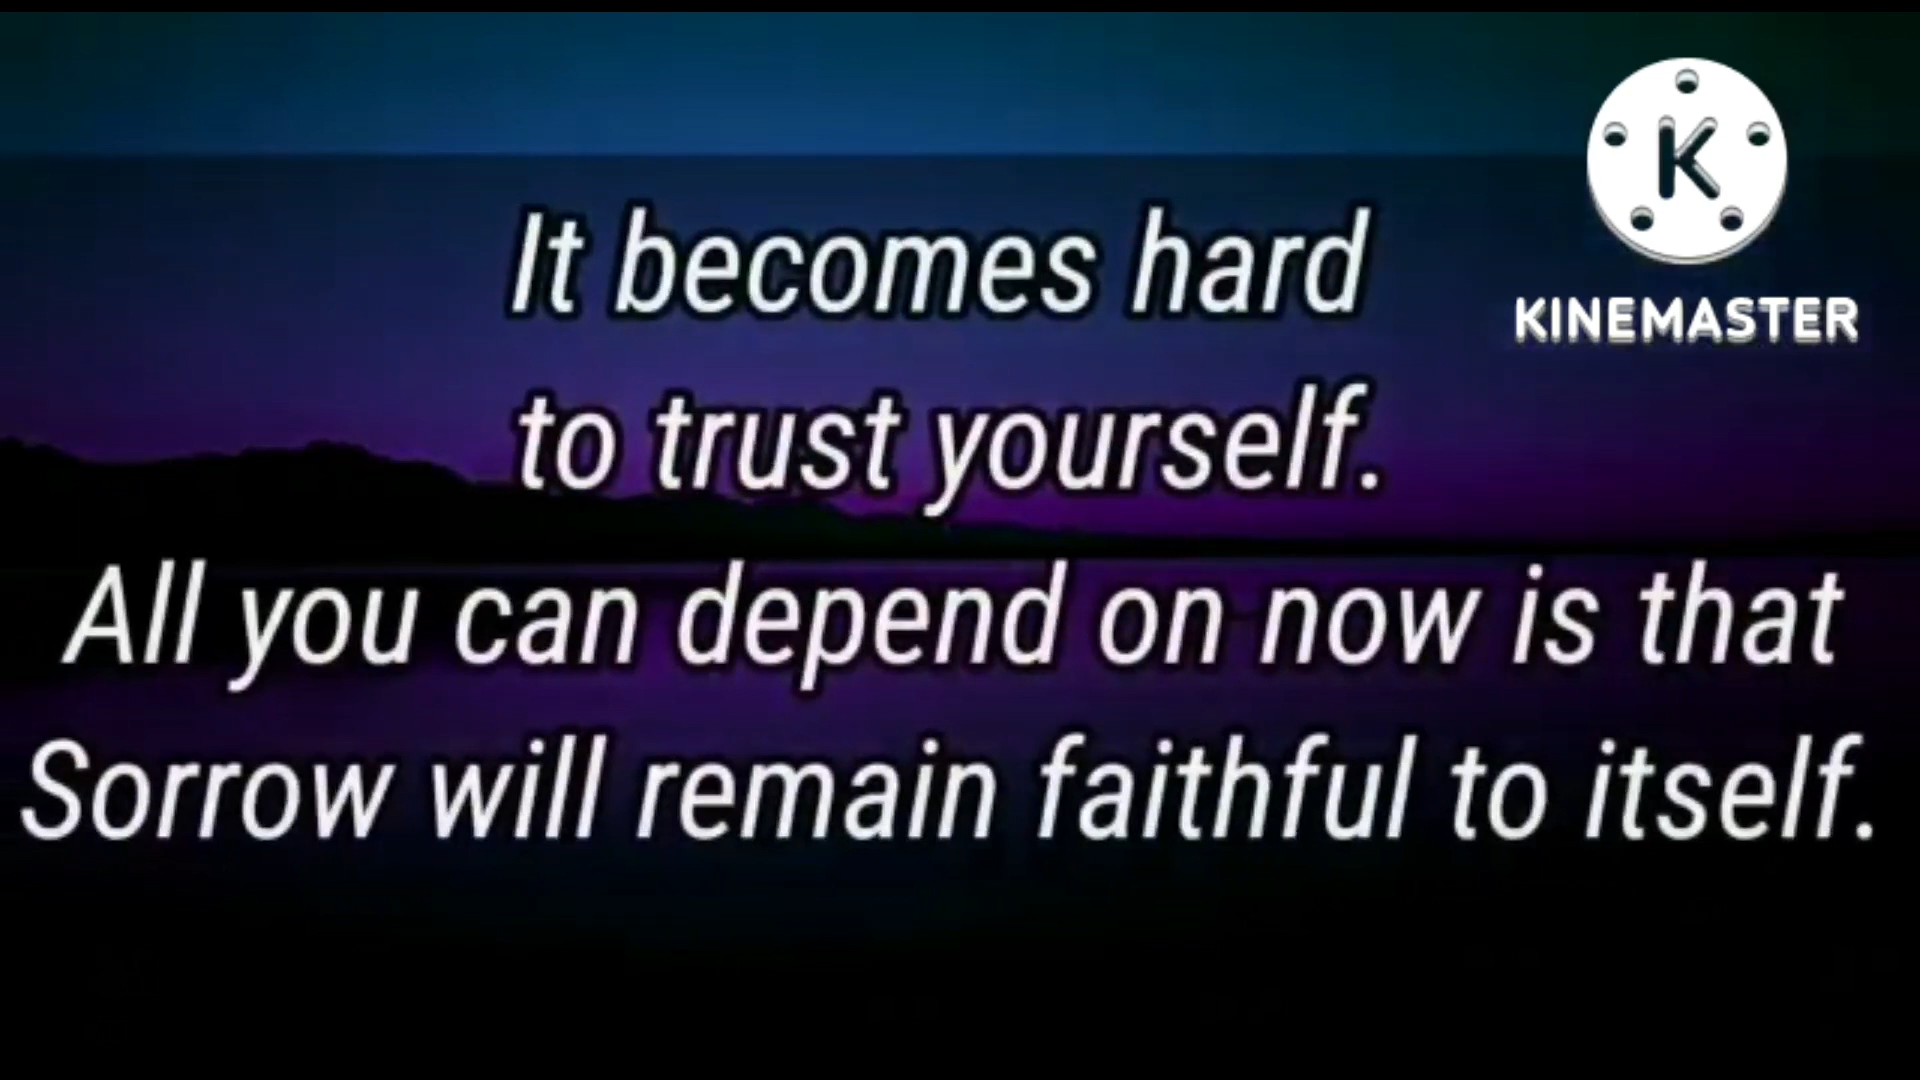 K
KINEMASTER
It becomes hard
to trust yourself.
All you can depend on now is that
Sorrow will remain faithful to itself.